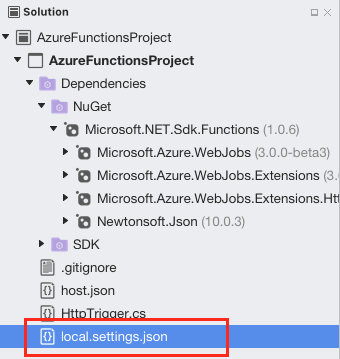 Solution
AzureFunctionsProject
AzureFunctionsProject
Dependencies
NuGet
Microsoft.NET.Sdk.Functions (1.0.6)
Microsoft.Azure.WebJobs (3.0.0-beta3)
Microsoft.Azure.WebJobs.Extensions (3.0
Microsoft.Azure.WebJobs.Extensions.Htt
Newtonsoft.Json (10.0.3)
SDK
.gitignore
host.json
HttpTrigger.cs
local.settings.json